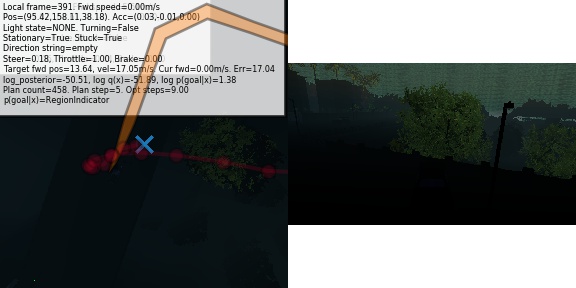 Local frame=391. Fwd speed=0.00m/s
Pos=(95.42,158.11,38.18). Acc=(0.03,-0.01,0.00)
Light state=NONE. Turning=False
Stationary=True. Stuck=True
Direction string=empty
Steer=0.18, Throttle=1.00, Brake=0.00
Target fwd pos=13.64, vel=17.05m/s. Cur fwd=0.00m/s. Err=17.04
log_posterior=-50.51, log q(x)=-51.89, log p(goal|x)=1.38
Plan count=458. Plan step=5. Opt steps=9.00
p(goal|x)=RegionIndicator